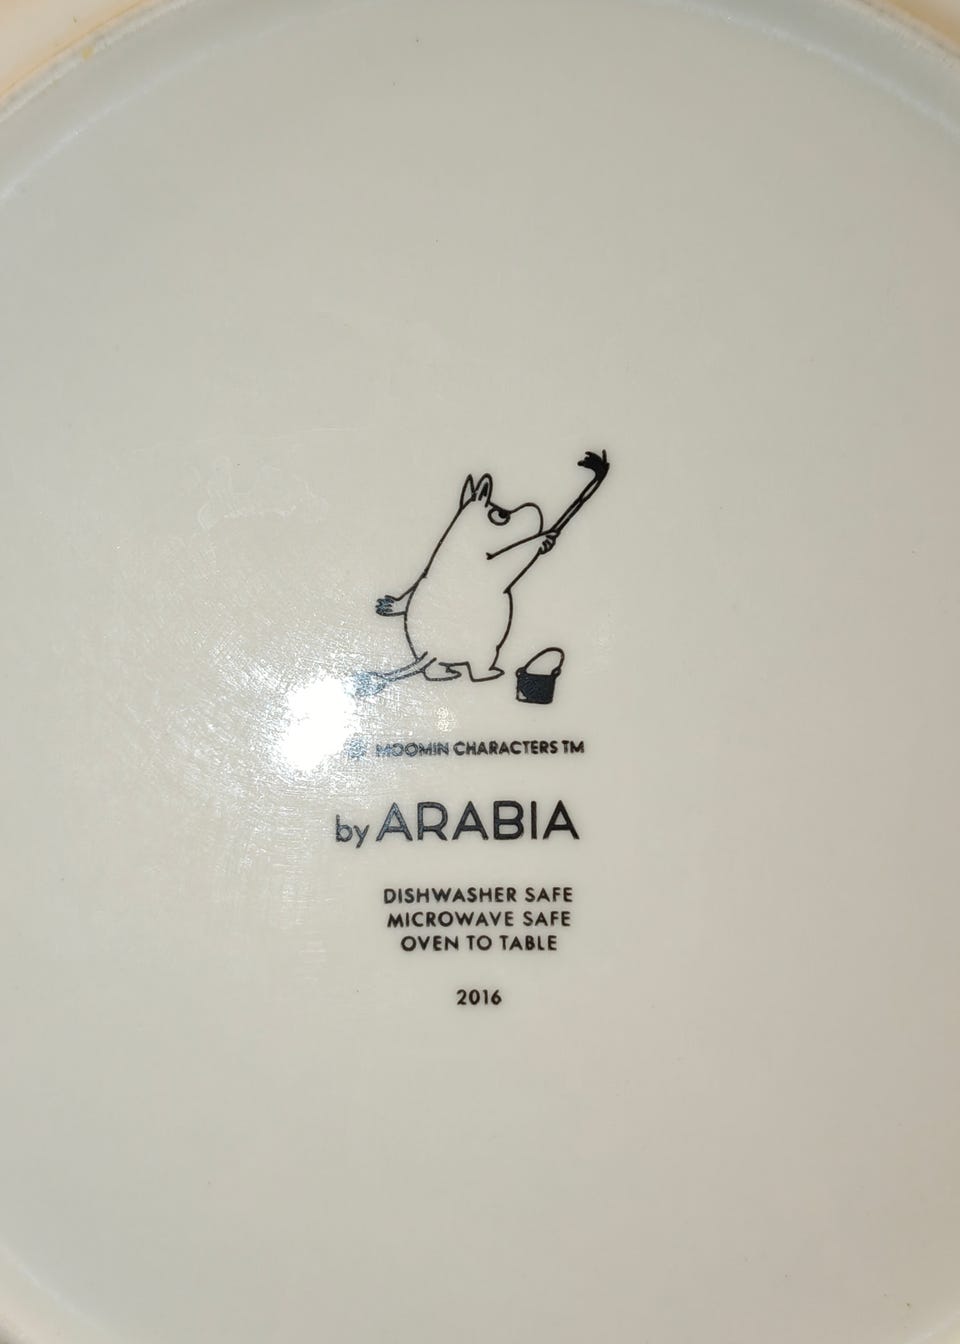 © MOOMIN CHARACTERS TM
by ARABIA
DISHWASHER SAFE
MICROWAVE SAFE
OVEN TO TABLE
2016